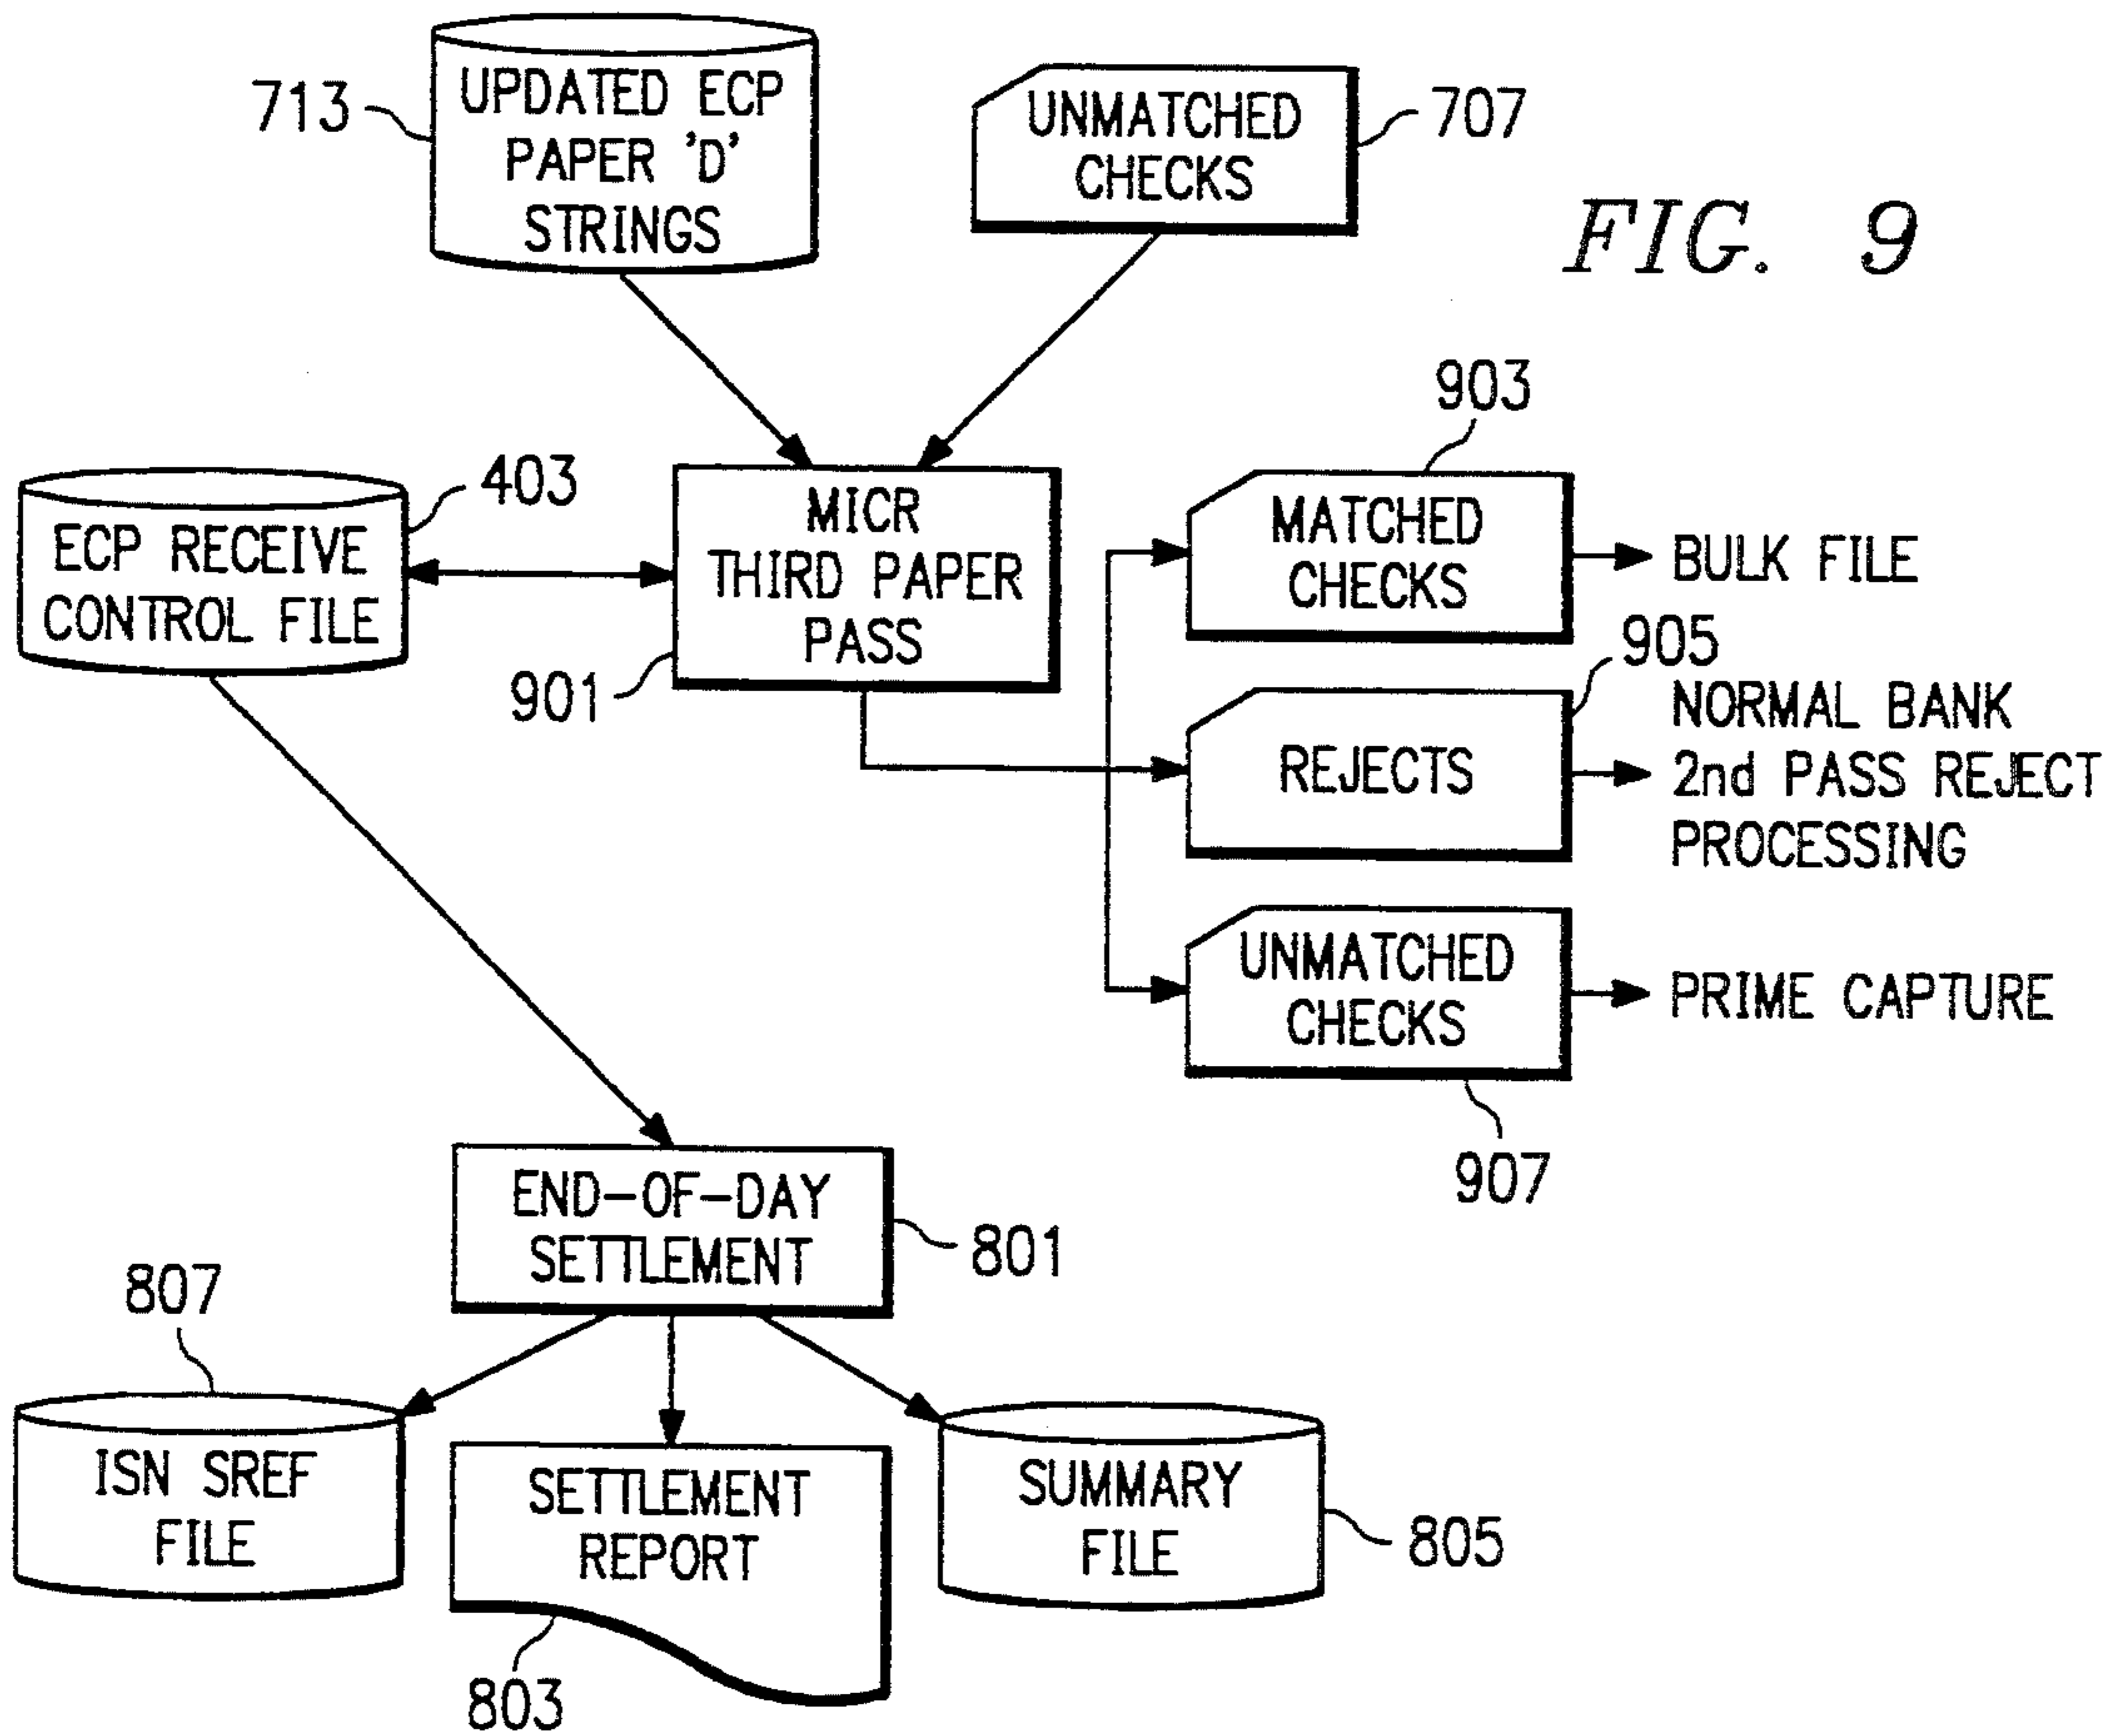 713
UPDATED ECP
PAPER 'D'
STRINGS
UNMATCHED
CHECKS
707
FIG. 9
403
ECP RECEIVE
CONTROL FILE
MICR
THIRD PAPER
PASS
901
903
MATCHED
CHECKS
BULK FILE
905
REJECTS
NORMAL BANK
2nd PASS REJECT
PROCESSING
UNMATCHED
CHECKS
PRIME CAPTURE
907
END-OF-DAY
SETTLEMENT
801
807
ISN SREF
FILE
SETTLEMENT
REPORT
803
SUMMARY
FILE
805